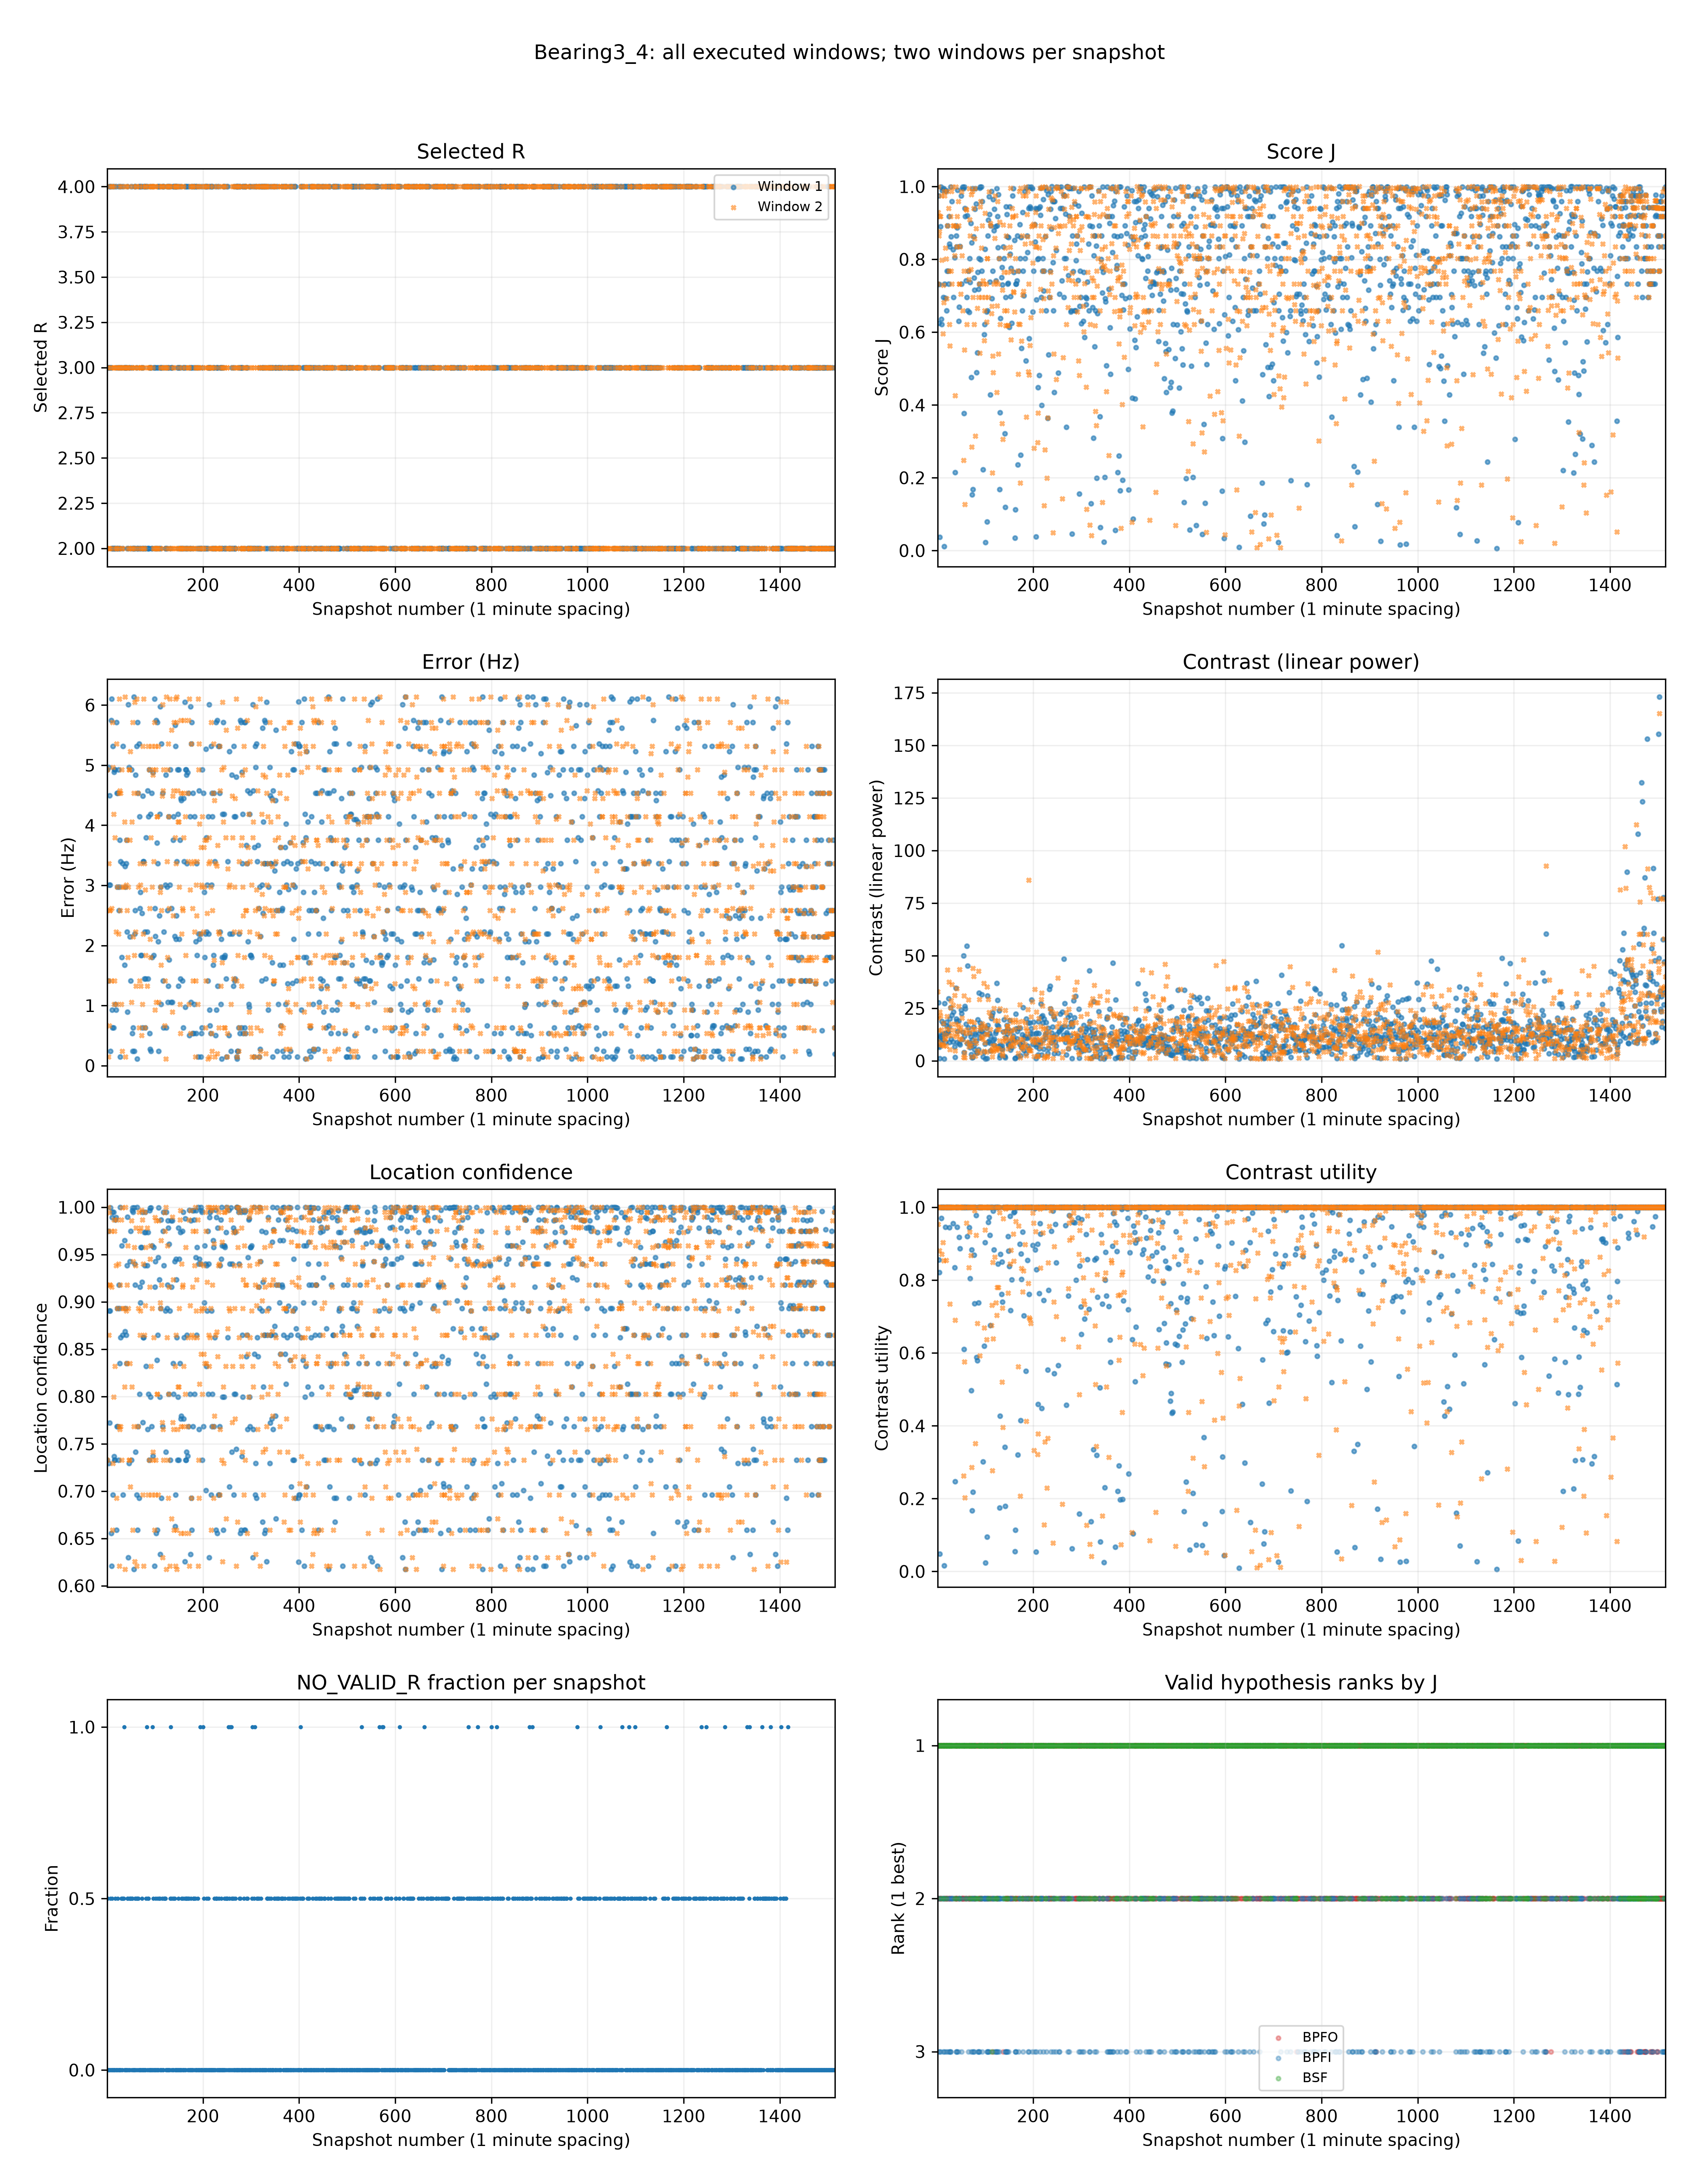 Bearing3_4: all executed windows; two windows per snapshot
Selected R
4.00
3.75
3.50
3.25
3.00
2.75
2.50
2.25
2.00
Selected R
Window 1
Window 2
200 400 600 800 1000 1200 1400
Snapshot number (1 minute spacing)
Score J
1.0
0.8
0.6
0.4
0.2
0.0
Score J
200 400 600 800 1000 1200 1400
Snapshot number (1 minute spacing)
Error (Hz)
6
5
4
3
2
1
0
Error (Hz)
200 400 600 800 1000 1200 1400
Snapshot number (1 minute spacing)
Contrast (linear power)
175
150
125
100
75
50
25
0
Contrast (linear power)
200 400 600 800 1000 1200 1400
Snapshot number (1 minute spacing)
Location confidence
1.00
0.95
0.90
0.85
0.80
0.75
0.70
0.65
0.60
Location confidence
200 400 600 800 1000 1200 1400
Snapshot number (1 minute spacing)
Contrast utility
1.0
0.8
0.6
0.4
0.2
0.0
Contrast utility
200 400 600 800 1000 1200 1400
Snapshot number (1 minute spacing)
NO_VALID_R fraction per snapshot
1.0
0.5
0.0
Fraction
200 400 600 800 1000 1200 1400
Snapshot number (1 minute spacing)
Valid hypothesis ranks by J
1
2
3
Rank (1 best)
BPFO
BPFI
BSF
200 400 600 800 1000 1200 1400
Snapshot number (1 minute spacing)